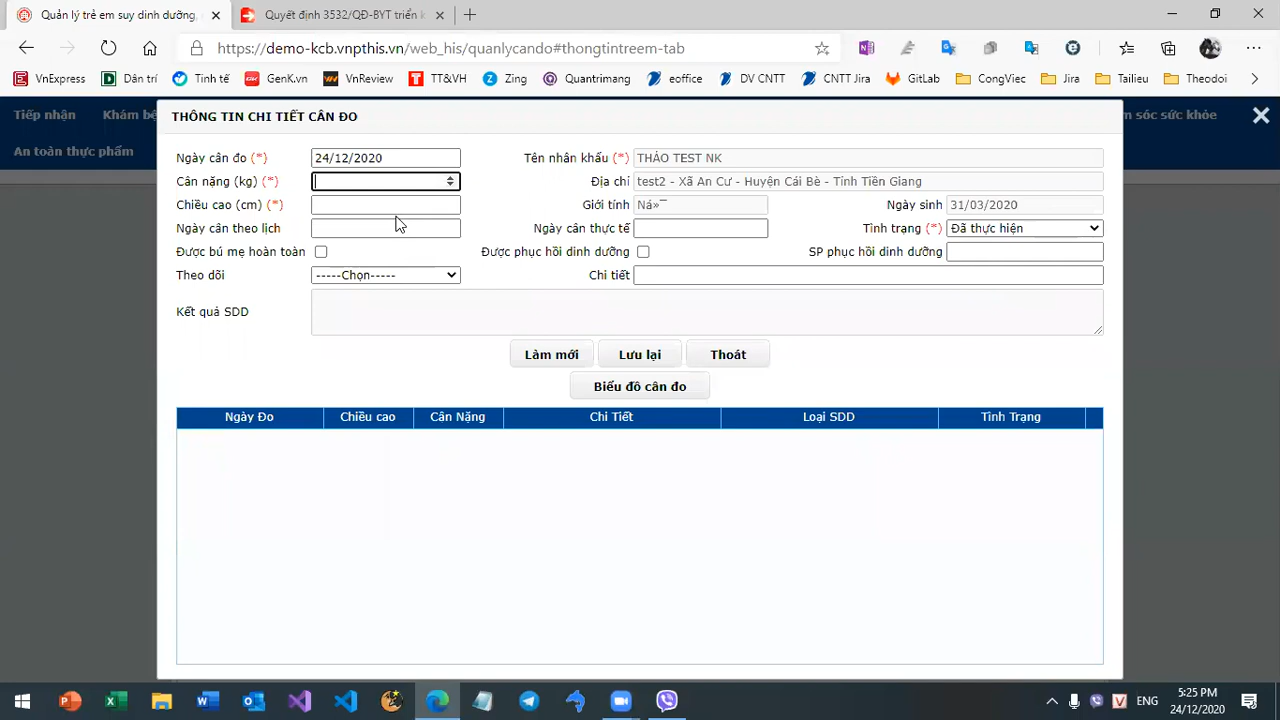 Quản lý trẻ em suy dinh dưỡng,
Quyết định 3532/QĐ-BYT triển k
https://demo-kcb.vnpthis.vn/web_his/quanlycando#thongtintreem-tab
VnExpress Dân trí Tinh tế GenK.vn VnReview TT&VH Zing Quantrimang eoffice DV CNTT CNTT Jira GitLab CongViec Jira Tailieu Theodoi
Tiếp nhận Khám bệ m sóc sức khỏe
An toàn thực phẩm
THÔNG TIN CHI TIẾT CÂN ĐO
Ngày cân đo (*) 24/12/2020 Tên nhân khẩu (*) THẢO TEST NK
Cân nặng (kg) (*) Địa chỉ test2 - Xã An Cư - Huyện Cái Bè - Tỉnh Tiền Giang
Chiều cao (cm) (*) Giới tính Ná»¯ Ngày sinh 31/03/2020
Ngày cân theo lịch Ngày cân thực tế Tình trạng (*) Đã thực hiện
Được bú mẹ hoàn toàn Được phục hồi dinh dưỡng SP phục hồi dinh dưỡng
Theo dõi -----Chọn----- Chi tiết
Kết quả SDD
Làm mới Lưu lại Thoát
Biểu đồ cân đo
Ngày Đo Chiều cao Cân Nặng Chi Tiết Loại SDD Tình Trạng
ENG 5:25 PM
24/12/2020